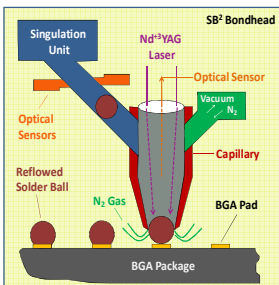 SB² Bondhead
Singulation
Unit
Nd⁺³YAG
Laser
Optical Sensor
Vacuum
N₂
Optical
Sensors
Capillary
Reflowed
Solder Ball
N₂ Gas
BGA Pad
BGA Package